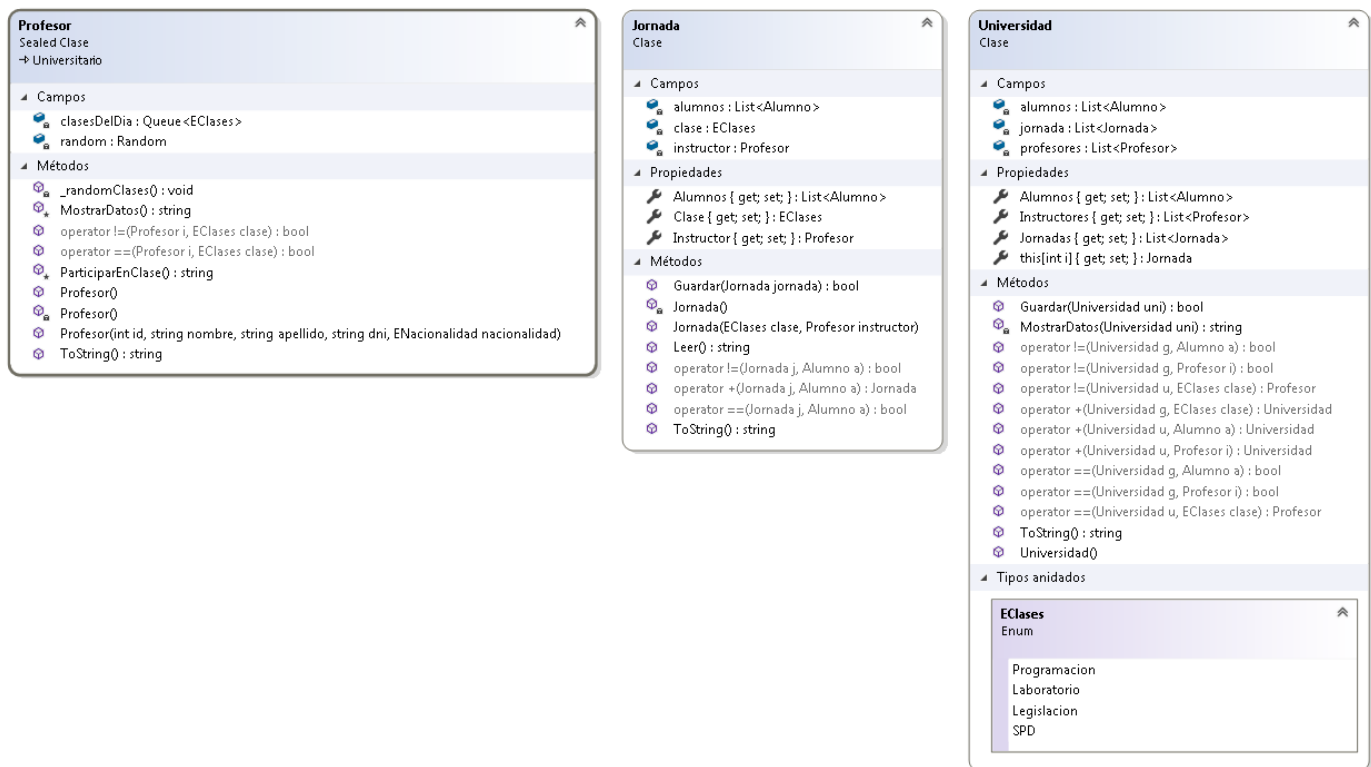 Profesor
Sealed Clase
Universitario
Campos
clasesDelDia : Queue<EClases>
random : Random
Métodos
_randomClases() : void
MostrarDatos() : string
operator !=(Profesor i, EClases clase) : bool
operator ==(Profesor i, EClases clase) : bool
ParticiparEnClase() : string
Profesor()
Profesor()
Profesor(int id, string nombre, string apellido, string dni, ENacionalidad nacionalidad)
ToString() : string
Jornada
Clase
Campos
alumnos : List<Alumno>
clase : EClases
instructor : Profesor
Propiedades
Alumnos { get; set; } : List<Alumno>
Clase { get; set; } : EClases
Instructor { get; set; } : Profesor
Métodos
Guardar(Jornada jornada) : bool
Jornada()
Jornada(EClases clase, Profesor instructor)
Leer() : string
operator !=(Jornada j, Alumno a) : bool
operator +(Jornada j, Alumno a) : Jornada
operator ==(Jornada j, Alumno a) : bool
ToString() : string
Universidad
Clase
Campos
alumnos : List<Alumno>
jornada : List<Jornada>
profesores : List<Profesor>
Propiedades
Alumnos { get; set; } : List<Alumno>
Instructores { get; set; } : List<Profesor>
Jornadas { get; set; } : List<Jornada>
this[int i] { get; set; } : Jornada
Métodos
Guardar(Universidad uni) : bool
MostrarDatos(Universidad uni) : string
operator !=(Universidad g, Alumno a) : bool
operator !=(Universidad g, Profesor i) : bool
operator !=(Universidad u, EClases clase) : Profesor
operator +(Universidad g, EClases clase) : Universidad
operator +(Universidad u, Alumno a) : Universidad
operator +(Universidad u, Profesor i) : Universidad
operator ==(Universidad g, Alumno a) : bool
operator ==(Universidad g, Profesor i) : bool
operator ==(Universidad u, EClases clase) : Profesor
ToString() : string
Universidad()
Tipos anidados
EClases
Enum
Programacion
Laboratorio
Legislacion
SPD